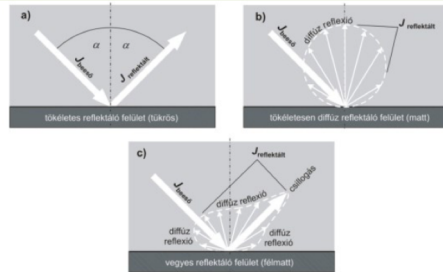 a)
α α
J beeső
J reflektált
tökéletes reflektáló felület (tükrös)
b)
diffúz reflexió
J reflektált
J beeső
tökéletesen diffúz reflektáló felület (matt)
c)
J reflektált
J beeső
diffúz reflexió
csillogás
diffúz
reflexió
diffúz
reflexió
vegyes reflektáló felület (félmatt)